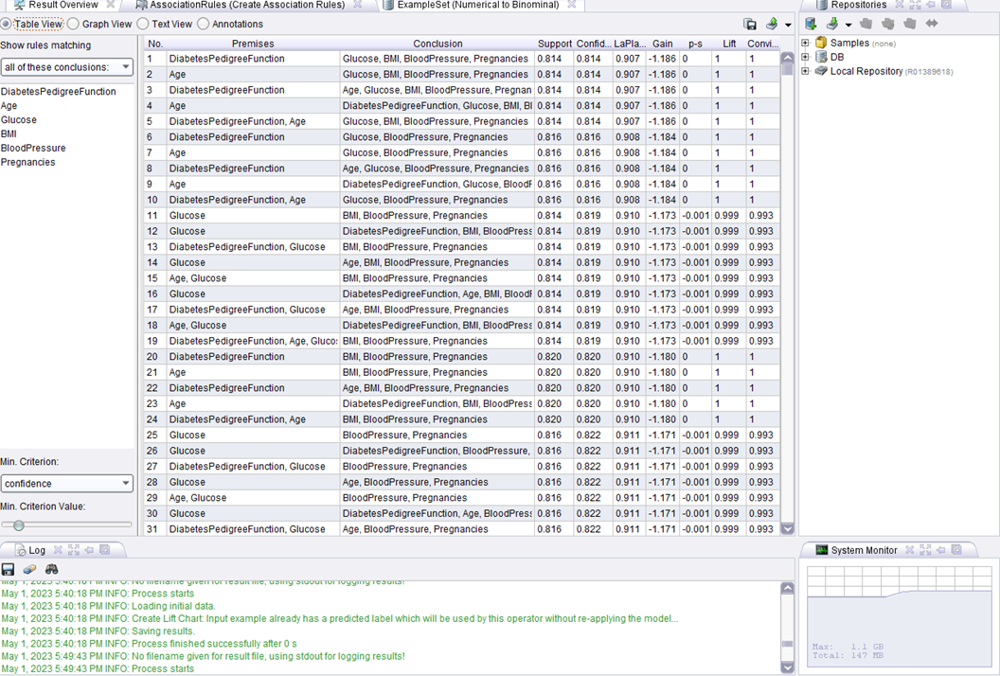 Result Overview AssociationRules (Create Association Rules) ExampleSet (Numerical to Binominal) Repositories
Table View Graph View Text View Annotations
Show rules matching
all of these conclusions:
DiabetesPedigreeFunction
Age
Glucose
BMI
BloodPressure
Pregnancies
Min. Criterion:
confidence
Min. Criterion Value:
No. Premises Conclusion Support Confid... LaPla... Gain p-s Lift Convi...
1 DiabetesPedigreeFunction Glucose, BMI, BloodPressure, Pregnancies 0.814 0.814 0.907 -1.186 0 1 1
2 Age Glucose, BMI, BloodPressure, Pregnancies 0.814 0.814 0.907 -1.186 0 1 1
3 DiabetesPedigreeFunction Age, Glucose, BMI, BloodPressure, Pregnan 0.814 0.814 0.907 -1.186 0 1 1
4 Age DiabetesPedigreeFunction, Glucose, BMI, Bl 0.814 0.814 0.907 -1.186 0 1 1
5 DiabetesPedigreeFunction, Age Glucose, BMI, BloodPressure, Pregnancies 0.814 0.814 0.907 -1.186 0 1 1
6 DiabetesPedigreeFunction Glucose, BloodPressure, Pregnancies 0.816 0.816 0.908 -1.184 0 1 1
7 Age Glucose, BloodPressure, Pregnancies 0.816 0.816 0.908 -1.184 0 1 1
8 DiabetesPedigreeFunction Age, Glucose, BloodPressure, Pregnancies 0.816 0.816 0.908 -1.184 0 1 1
9 Age DiabetesPedigreeFunction, Glucose, BloodF 0.816 0.816 0.908 -1.184 0 1 1
10 DiabetesPedigreeFunction, Age Glucose, BloodPressure, Pregnancies 0.816 0.816 0.908 -1.184 0 1 1
11 Glucose BMI, BloodPressure, Pregnancies 0.814 0.819 0.910 -1.173 -0.001 0.999 0.993
12 Glucose DiabetesPedigreeFunction, BMI, BloodPress 0.814 0.819 0.910 -1.173 -0.001 0.999 0.993
13 DiabetesPedigreeFunction, Glucose BMI, BloodPressure, Pregnancies 0.814 0.819 0.910 -1.173 -0.001 0.999 0.993
14 Glucose Age, BMI, BloodPressure, Pregnancies 0.814 0.819 0.910 -1.173 -0.001 0.999 0.993
15 Age, Glucose BMI, BloodPressure, Pregnancies 0.814 0.819 0.910 -1.173 -0.001 0.999 0.993
16 Glucose DiabetesPedigreeFunction, Age, BMI, BloodF 0.814 0.819 0.910 -1.173 -0.001 0.999 0.993
17 DiabetesPedigreeFunction, Glucose Age, BMI, BloodPressure, Pregnancies 0.814 0.819 0.910 -1.173 -0.001 0.999 0.993
18 Age, Glucose DiabetesPedigreeFunction, BMI, BloodPress 0.814 0.819 0.910 -1.173 -0.001 0.999 0.993
19 DiabetesPedigreeFunction, Age, Gluco: BMI, BloodPressure, Pregnancies 0.814 0.819 0.910 -1.173 -0.001 0.999 0.993
20 DiabetesPedigreeFunction BMI, BloodPressure, Pregnancies 0.820 0.820 0.910 -1.180 0 1 1
21 Age BMI, BloodPressure, Pregnancies 0.820 0.820 0.910 -1.180 0 1 1
22 DiabetesPedigreeFunction Age, BMI, BloodPressure, Pregnancies 0.820 0.820 0.910 -1.180 0 1 1
23 Age DiabetesPedigreeFunction, BMI, BloodPress 0.820 0.820 0.910 -1.180 0 1 1
24 DiabetesPedigreeFunction, Age BMI, BloodPressure, Pregnancies 0.820 0.820 0.910 -1.180 0 1 1
25 Glucose BloodPressure, Pregnancies 0.816 0.822 0.911 -1.171 -0.001 0.999 0.993
26 Glucose DiabetesPedigreeFunction, BloodPressure, 0.816 0.822 0.911 -1.171 -0.001 0.999 0.993
27 DiabetesPedigreeFunction, Glucose BloodPressure, Pregnancies 0.816 0.822 0.911 -1.171 -0.001 0.999 0.993
28 Glucose Age, BloodPressure, Pregnancies 0.816 0.822 0.911 -1.171 -0.001 0.999 0.993
29 Age, Glucose BloodPressure, Pregnancies 0.816 0.822 0.911 -1.171 -0.001 0.999 0.993
30 Glucose DiabetesPedigreeFunction, Age, BloodPress 0.816 0.822 0.911 -1.171 -0.001 0.999 0.993
31 DiabetesPedigreeFunction, Glucose Age, BloodPressure, Pregnancies 0.816 0.822 0.911 -1.171 -0.001 0.999 0.993
Samples (none)
DB
Local Repository (R01389618)
Log
May 1, 2023 5:40:18 PM INFO: No filename given for result file, using stdout for logging results!
May 1, 2023 5:40:18 PM INFO: Process starts
May 1, 2023 5:40:18 PM INFO: Loading initial data.
May 1, 2023 5:40:18 PM INFO: Create Lift Chart: Input example already has a predicted label which will be used by this operator without re-applying the model...
May 1, 2023 5:40:18 PM INFO: Saving results.
May 1, 2023 5:40:18 PM INFO: Process finished successfully after 0 s
May 1, 2023 5:49:43 PM INFO: No filename given for result file, using stdout for logging results!
May 1, 2023 5:49:43 PM INFO: Process starts
System Monitor
Max: 1.1 GB
Total: 147 MB